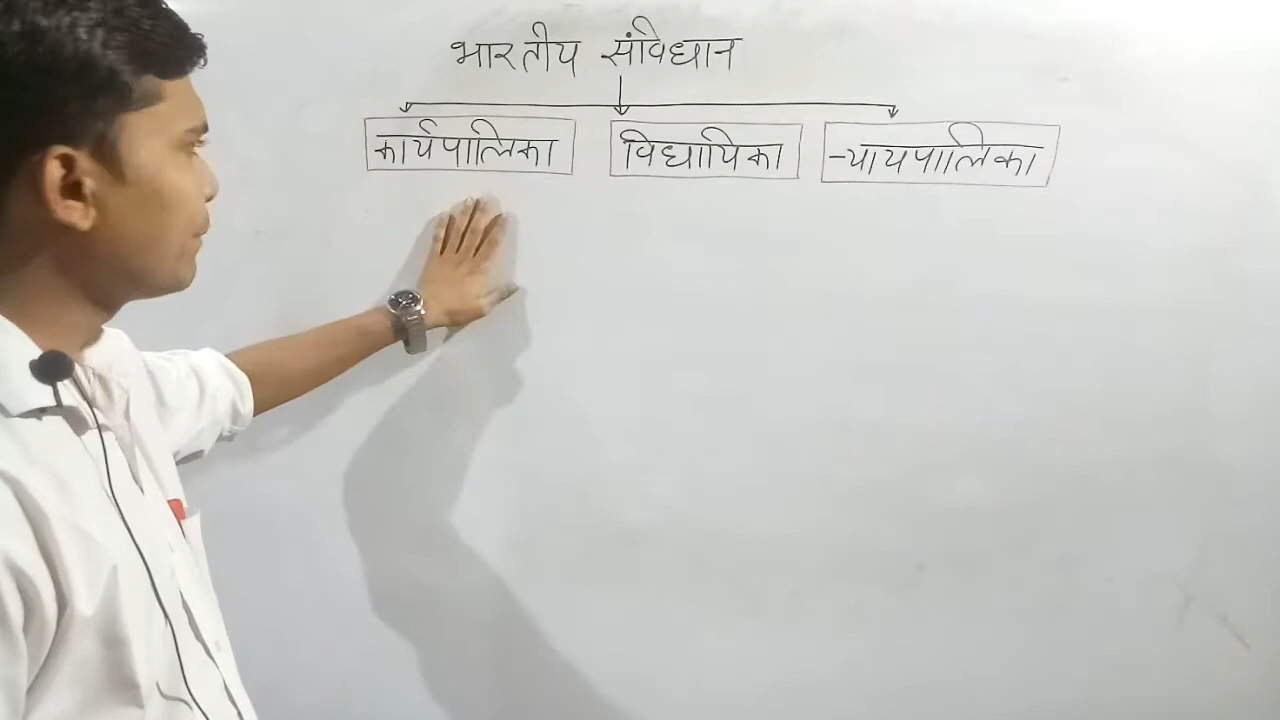 भारतीय संविधान
कार्यपालिका विधायिका न्यायपालिका